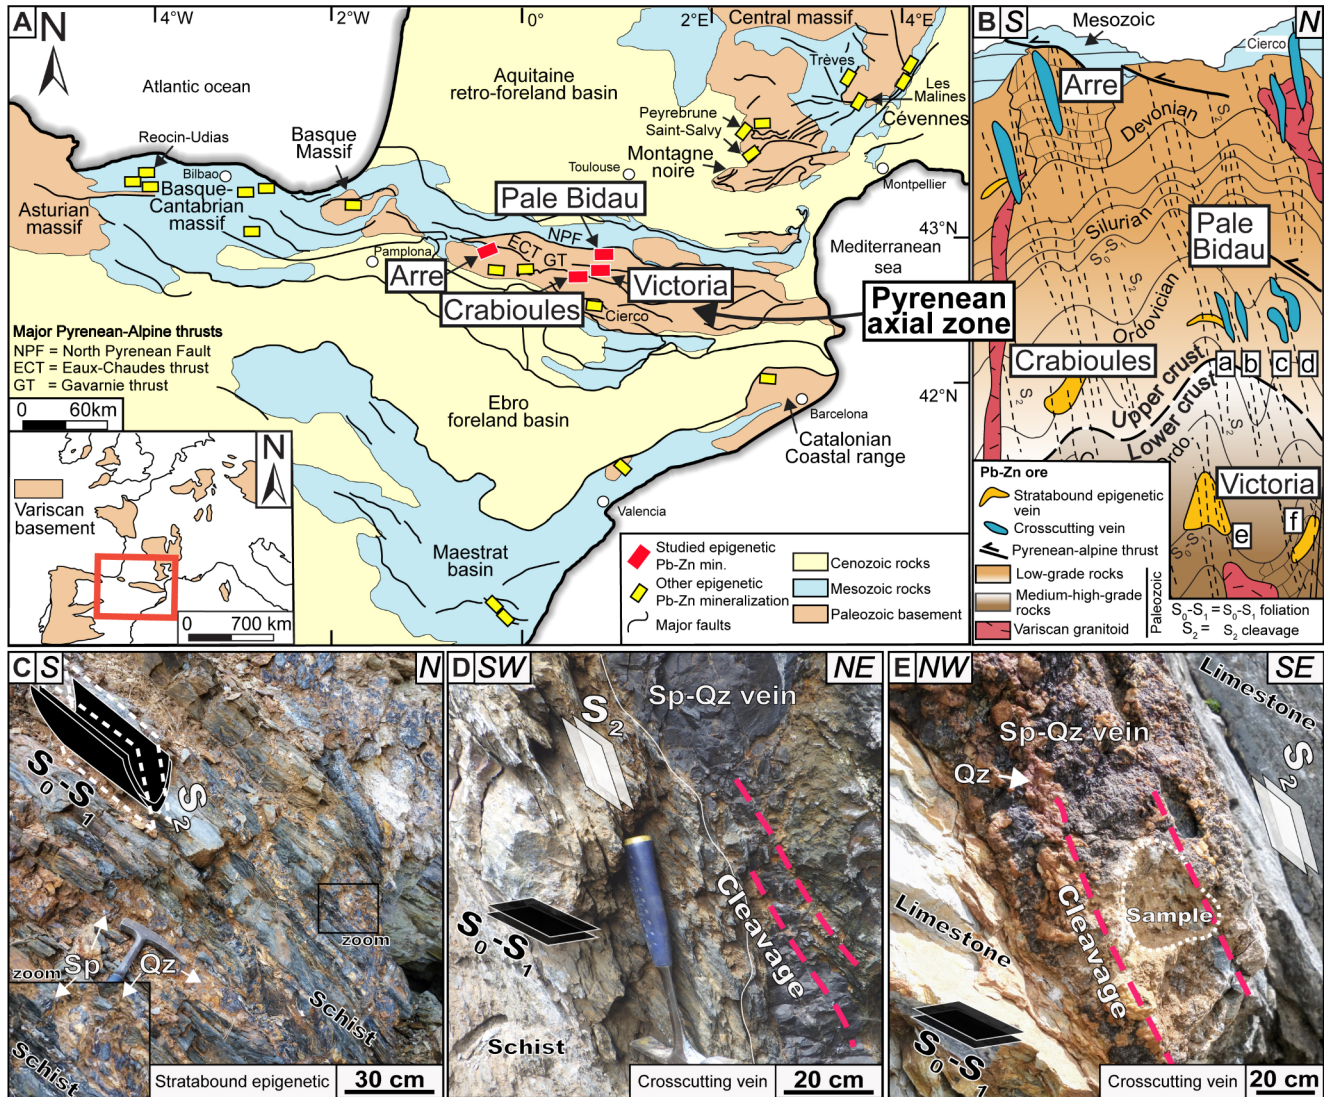 A
N
4°W
2°W
0°
2°E
4°E
Atlantic ocean
Reocin-Udias
Bilbao
Basque
Massif
Basque-
Cantabrian
massif
Asturian
massif
Pamplona
Aquitaine
retro-foreland basin
Central massif
Trèves
Les
Malines
Cévennes
Peyrebrune
Saint-Salvy
Montagne
noire
Toulouse
Montpellier
Pale Bidau
NPF
ECT
GT
Arre
Crabioules
Victoria
Cierco
43°N
Mediterranean
sea
Pyrenean
axial zone
42°N
Major Pyrenean-Alpine thrusts
NPF = North Pyrenean Fault
ECT = Eaux-Chaudes thrust
GT = Gavarnie thrust
0 60km
Ebro
foreland basin
Barcelona
Catalonian
Coastal range
Valencia
Maestrat
basin
N
Variscan
basement
0 700 km
Studied epigenetic
Pb-Zn min.
Other epigenetic
Pb-Zn mineralization
Major faults
Cenozoic rocks
Mesozoic rocks
Paleozoic basement
B S
N
Mesozoic
Cierco
Arre
Devonian
S2
Silurian
S0-S1
S2
Pale
Bidau
Ordovician
Crabioules
a b c d
S2
Upper crust
Lower crust
S2
Ordo
Victoria
S0-S1
e
f
Pb-Zn ore
Stratabound epigenetic
vein
Crosscutting vein
Pyrenean-alpine thrust
Low-grade rocks
Medium-high-grade
rocks
Variscan granitoid
Paleozoic
S0-S1 = S0-S1 foliation
S2 = S2 cleavage
C S
N
S0-S1
S2
zoom
Sp
Qz
zoom
Schist
Schist
Stratabound epigenetic
30 cm
D SW
NE
Sp-Qz vein
S2
S0-S1
Cleavage
Schist
Crosscutting vein
20 cm
E NW
SE
Limestone
Sp-Qz vein
Qz
S2
Limestone
Cleavage
Sample
S0-S1
Crosscutting vein
20 cm